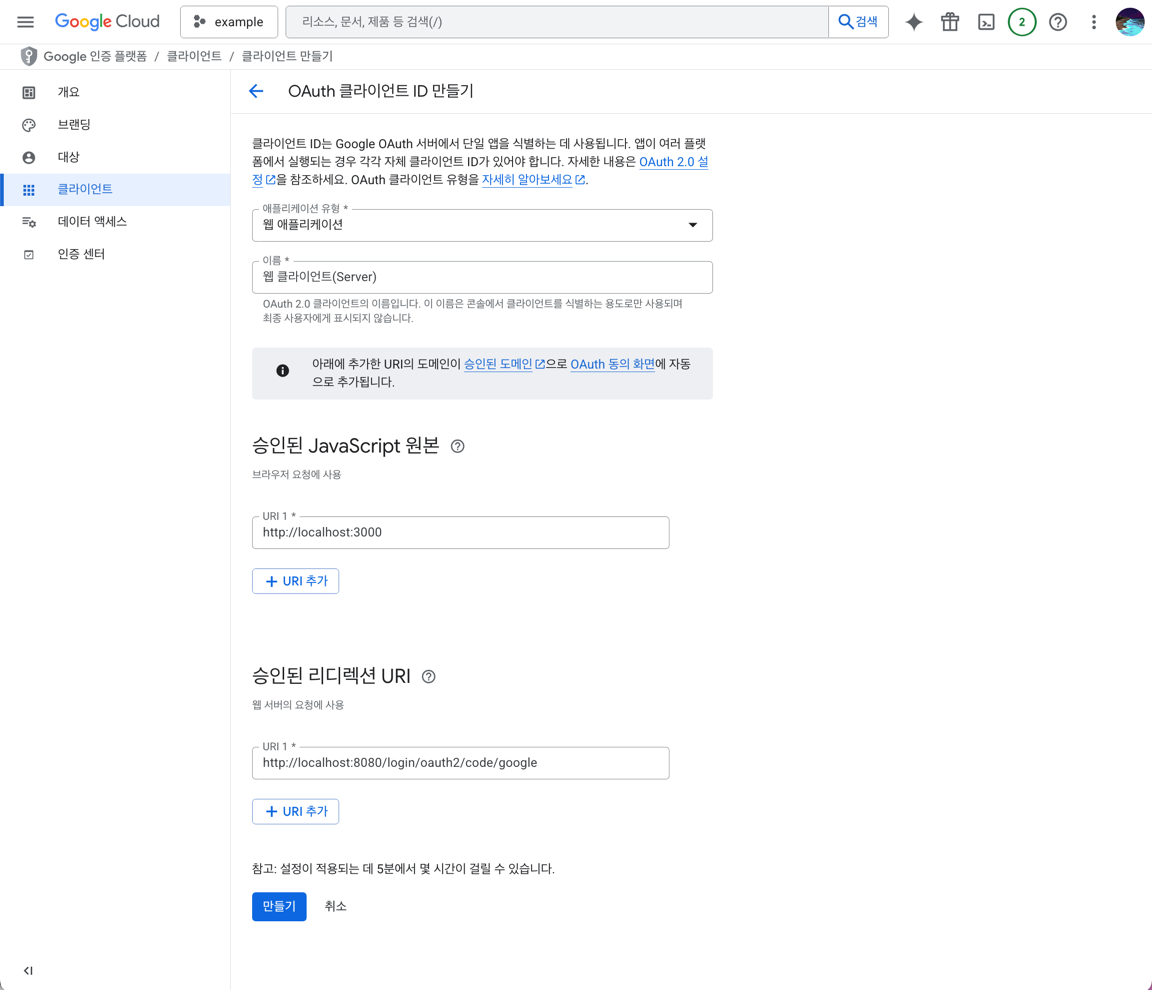 Google Cloud
example
리소스, 문서, 제품 등 검색(/)
검색
2
Google 인증 플랫폼 / 클라이언트 / 클라이언트 만들기
개요
브랜딩
대상
클라이언트
데이터 액세스
인증 센터
OAuth 클라이언트 ID 만들기
클라이언트 ID는 Google OAuth 서버에서 단일 앱을 식별하는 데 사용됩니다. 앱이 여러 플랫
폼에서 실행되는 경우 각각 자체 클라이언트 ID가 있어야 합니다. 자세한 내용은 OAuth 2.0 설
정을 참조하세요. OAuth 클라이언트 유형을 자세히 알아보세요.
애플리케이션 유형 *
웹 애플리케이션
이름 *
웹 클라이언트(Server)
OAuth 2.0 클라이언트의 이름입니다. 이 이름은 콘솔에서 클라이언트를 식별하는 용도로만 사용되며
최종 사용자에게 표시되지 않습니다.
아래에 추가한 URI의 도메인이 승인된 도메인으로 OAuth 동의 화면에 자동
으로 추가됩니다.
승인된 JavaScript 원본
브라우저 요청에 사용
URI 1 *
http://localhost:3000
+ URI 추가
승인된 리디렉션 URI
웹 서버의 요청에 사용
URI 1 *
http://localhost:8080/login/oauth2/code/google
+ URI 추가
참고: 설정이 적용되는 데 5분에서 몇 시간이 걸릴 수 있습니다.
만들기
취소